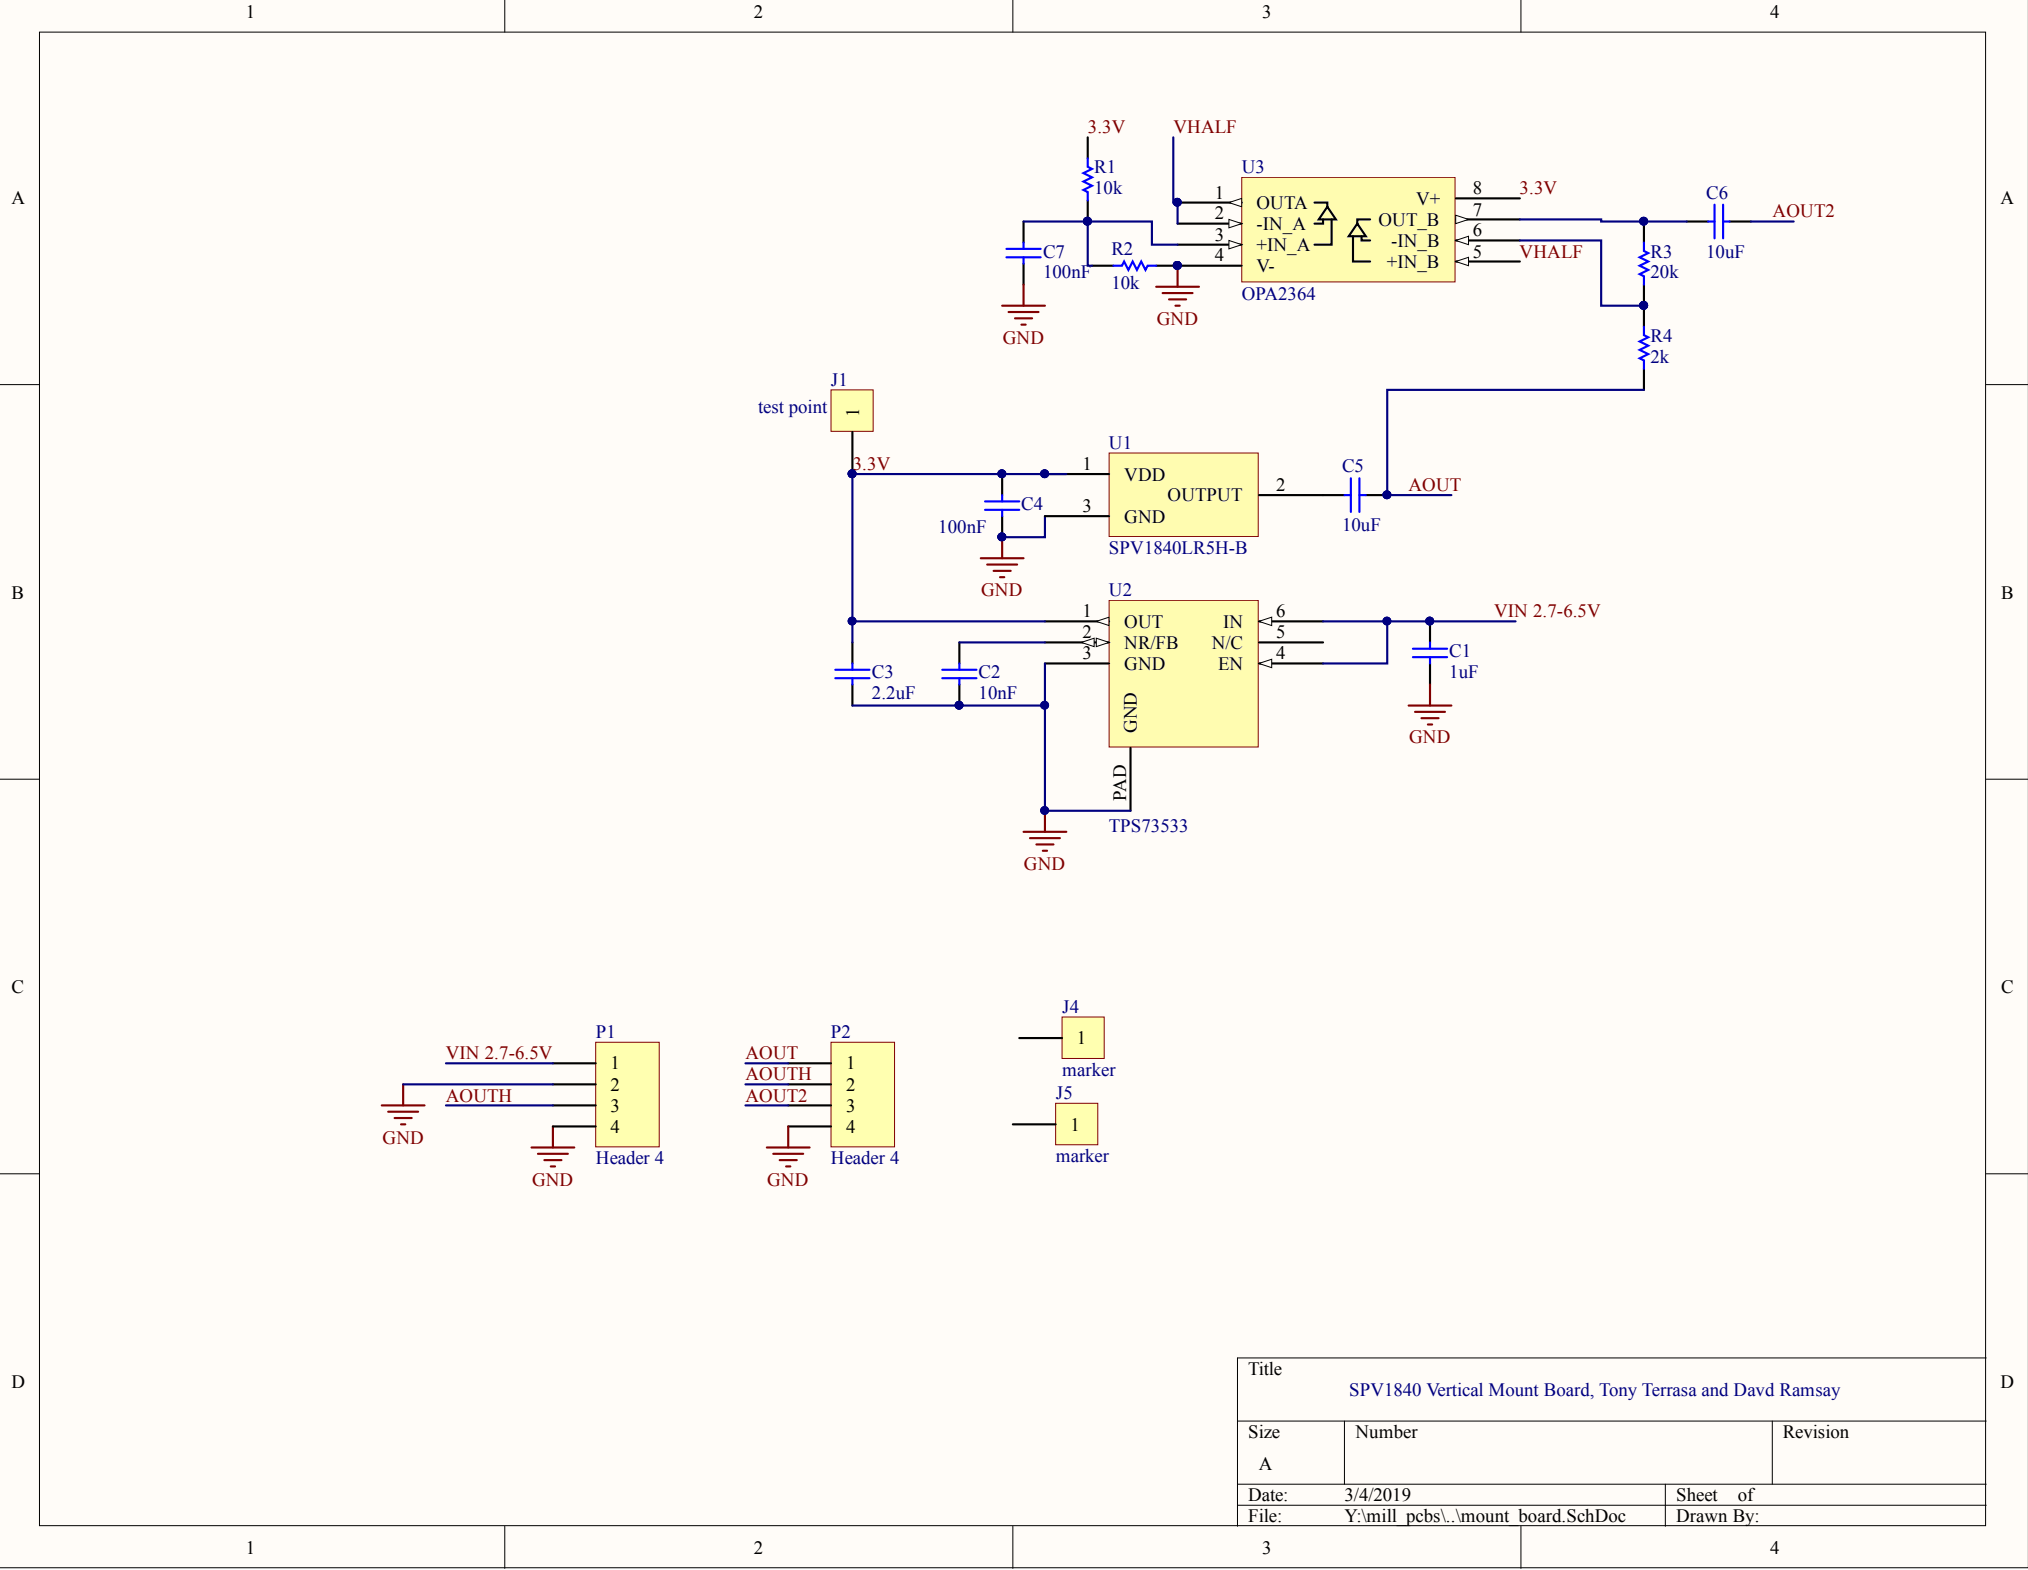 1 2 3 4
A A
3.3V
VHALF
R1
10k
C7
100nF
GND
R2
10k
GND
U3
1 OUTA
2 -IN_A
3 +IN_A
4 V-
V+ 8
OUT_B 7
-IN_B 6
+IN_B 5
OPA2364
3.3V
VHALF
C6
10uF
AOUT2
R3
20k
R4
2k
J1
test point
1
3.3V
C4
100nF
GND
U1
1 VDD
OUTPUT 2
3 GND
SPV1840LR5H-B
C5
10uF
AOUT
B B
U2
1 OUT
2 NR/FB
3 GND
IN 6
N/C 5
EN 4
GND
PAD
TPS73533
VIN 2.7-6.5V
C1
1uF
GND
C3
2.2uF
C2
10nF
GND
C C
P1
VIN 2.7-6.5V 1
2
AOUTH 3
4
GND
GND
Header 4
P2
AOUT 1
AOUTH 2
AOUT2 3
4
GND
Header 4
J4
1
marker
J5
1
marker
D D
Title
SPV1840 Vertical Mount Board, Tony Terrasa and Davd Ramsay
Size Number Revision
A
Date: 3/4/2019 Sheet of
File: Y:\mill_pcbs\..\mount_board.SchDoc Drawn By:
1 2 3 4